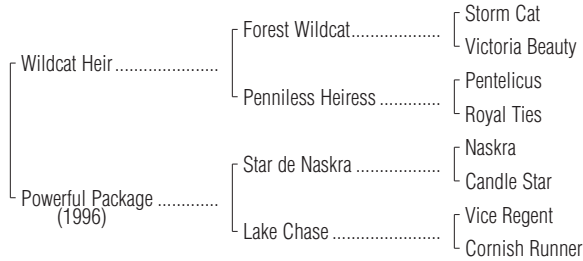 Storm Cat
Forest Wildcat....................
Victoria Beauty
Wildcat Heir.......................
Pentelicus
Penniless Heiress.............
Royal Ties
Naskra
Star de Naskra...................
Candle Star
Powerful Package.............
(1996)
Vice Regent
Lake Chase........................
Cornish Runner